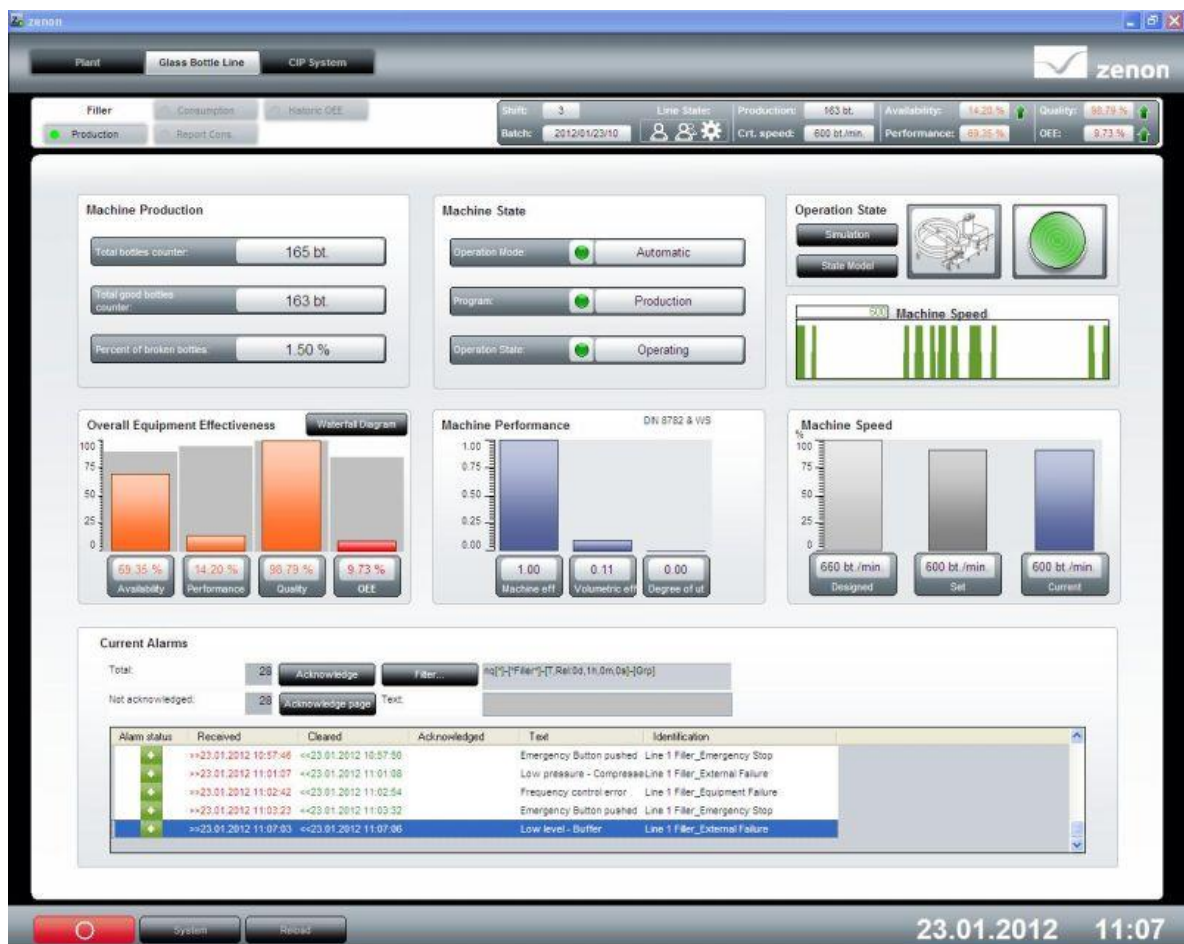 zenon
Plant Glass Bottle Line CIP System
zenon
Filler Consumption Historic OEE
Production Report Cons.
Shift: 3 Line State: Production: 163 bt. Availability: 14.20 % Quality: 98.79 %
Batch: 2012/01/23/10 Crt. speed: 600 bt./min. Performance: 69.35 % OEE: 9.73 %
Machine Production
Total bottles counter: 165 bt.
Total good bottles
counter: 163 bt.
Percent of broken bottles: 1.50 %
Machine State
Operation Mode: Automatic
Program: Production
Operation State: Operating
Operation State
Simulation
State Model
600 Machine Speed
Overall Equipment Effectiveness Waterfall Diagram
100
75
50
25
0
69.35 % 14.20 % 98.79 % 9.73 %
Availability Performance Quality OEE
Machine Performance DIN 8782 & WS
1.00
0.75
0.50
0.25
0.00
1.00 0.11 0.00
Machine eff Volumetric eff Degree of ut
Machine Speed
%
100
75
50
25
0
660 bt./min 600 bt./min 600 bt./min
Designed Set Current
Current Alarms
Total: 28 Acknowledge Filter... nq[*]-[*Filler*]-[T,Rel:0d,1h,0m,0s]-[Grp]
Not acknowledged: 28 Acknowledge page Text:
Alarm status Received Cleared Acknowledged Text Identification
>>23.01.2012 10:57:46 <<23.01.2012 10:57:50 Emergency Button pushed Line 1 Filler_Emergency Stop
>>23.01.2012 11:01:07 <<23.01.2012 11:01:08 Low pressure - Compresse Line 1 Filler_External Failure
>>23.01.2012 11:02:42 <<23.01.2012 11:02:54 Frequency control error Line 1 Filler_Equipment Failure
>>23.01.2012 11:03:23 <<23.01.2012 11:03:32 Emergency Button pushed Line 1 Filler_Emergency Stop
>>23.01.2012 11:07:03 <<23.01.2012 11:07:06 Low level - Buffer Line 1 Filler_External Failure
System Reload 23.01.2012 11:07